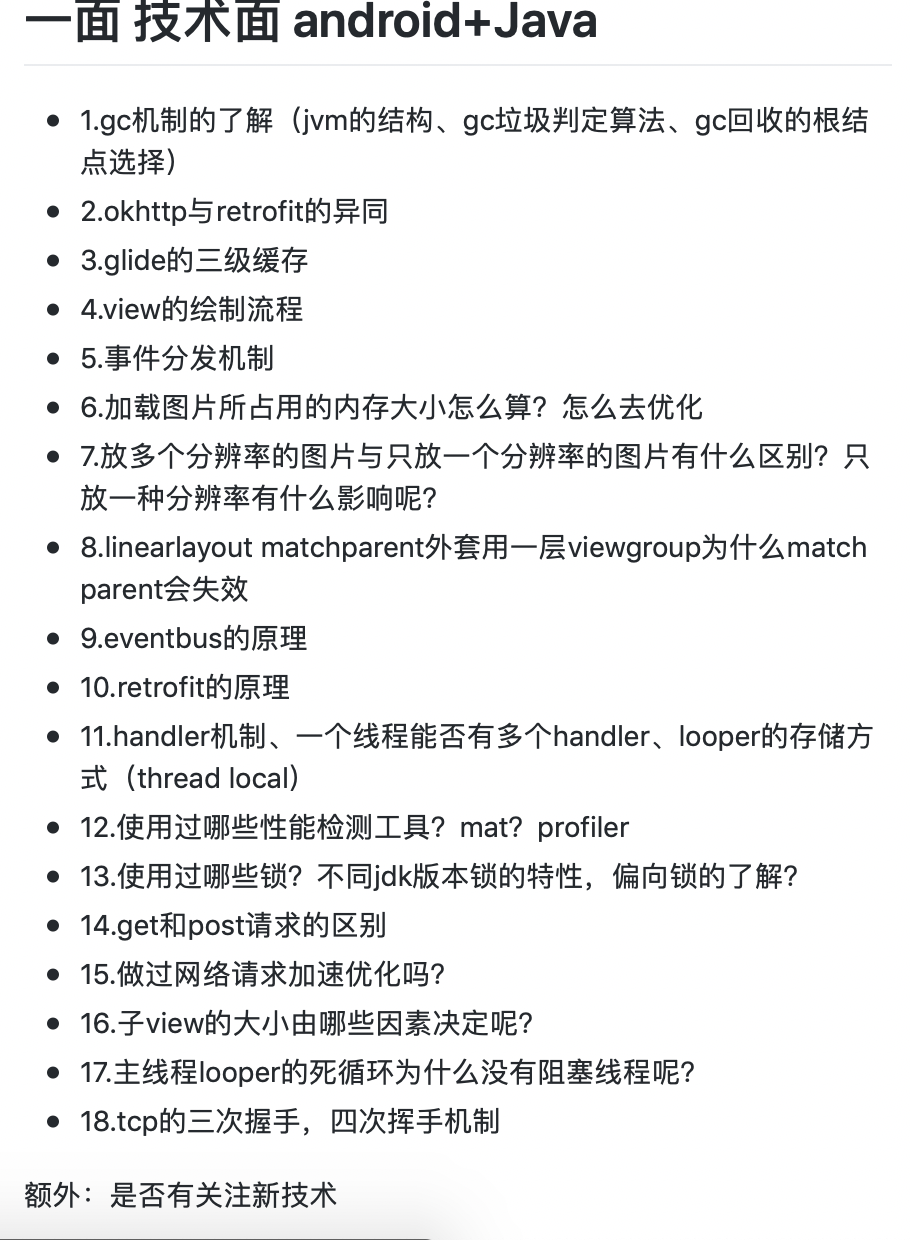 一面 技术面 android+Java
1.gc机制的了解（jvm的结构、gc垃圾判定算法、gc回收的根结
点选择）
2.okhttp与retrofit的异同
3.glide的三级缓存
4.view的绘制流程
5.事件分发机制
6.加载图片所占用的内存大小怎么算？怎么去优化
7.放多个分辨率的图片与只放一个分辨率的图片有什么区别？只
放一种分辨率有什么影响呢？
8.linearlayout matchparent外套用一层viewgroup为什么match
parent会失效
9.eventbus的原理
10.retrofit的原理
11.handler机制、一个线程能否有多个handler、looper的存储方
式（thread local）
12.使用过哪些性能检测工具？mat？profiler
13.使用过哪些锁？不同jdk版本锁的特性，偏向锁的了解？
14.get和post请求的区别
15.做过网络请求加速优化吗？
16.子view的大小由哪些因素决定呢？
17.主线程looper的死循环为什么没有阻塞线程呢？
18.tcp的三次握手，四次挥手机制
额外：是否有关注新技术